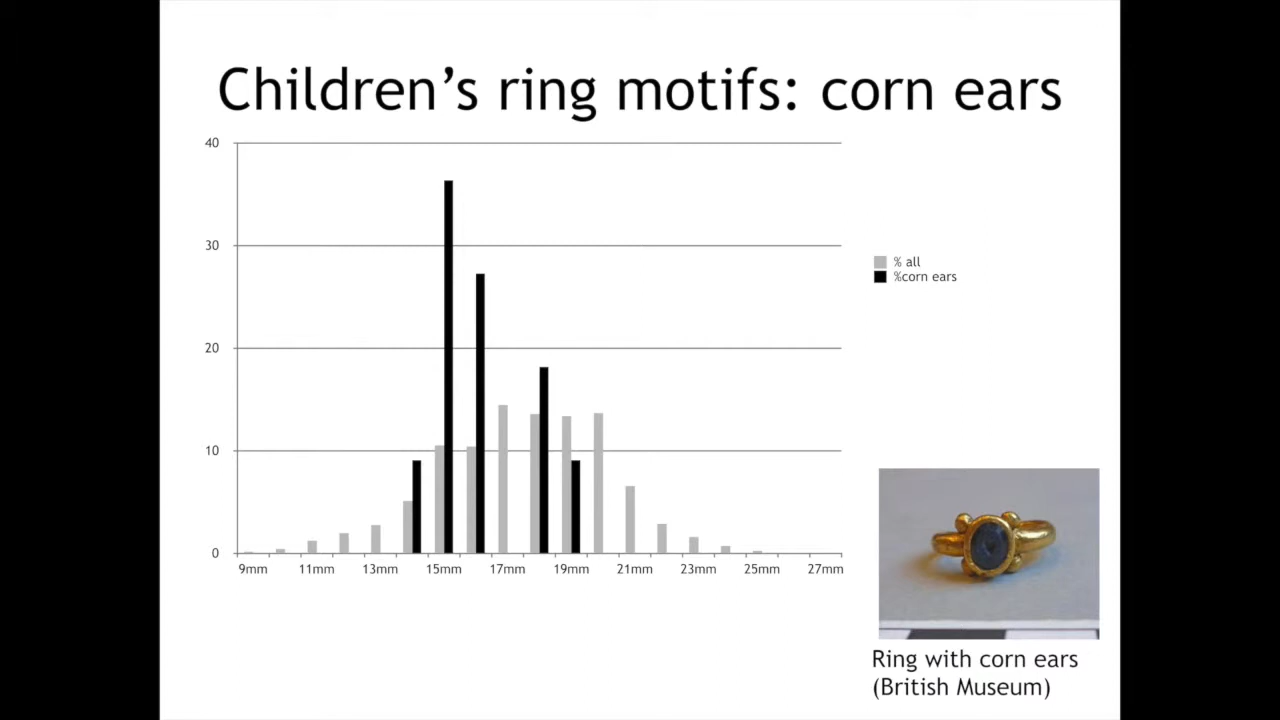 Children's ring motifs: corn ears
40
30
20
10
0
9mm 11mm 13mm 15mm 17mm 19mm 21mm 23mm 25mm 27mm
% all
%corn ears
Ring with corn ears
(British Museum)